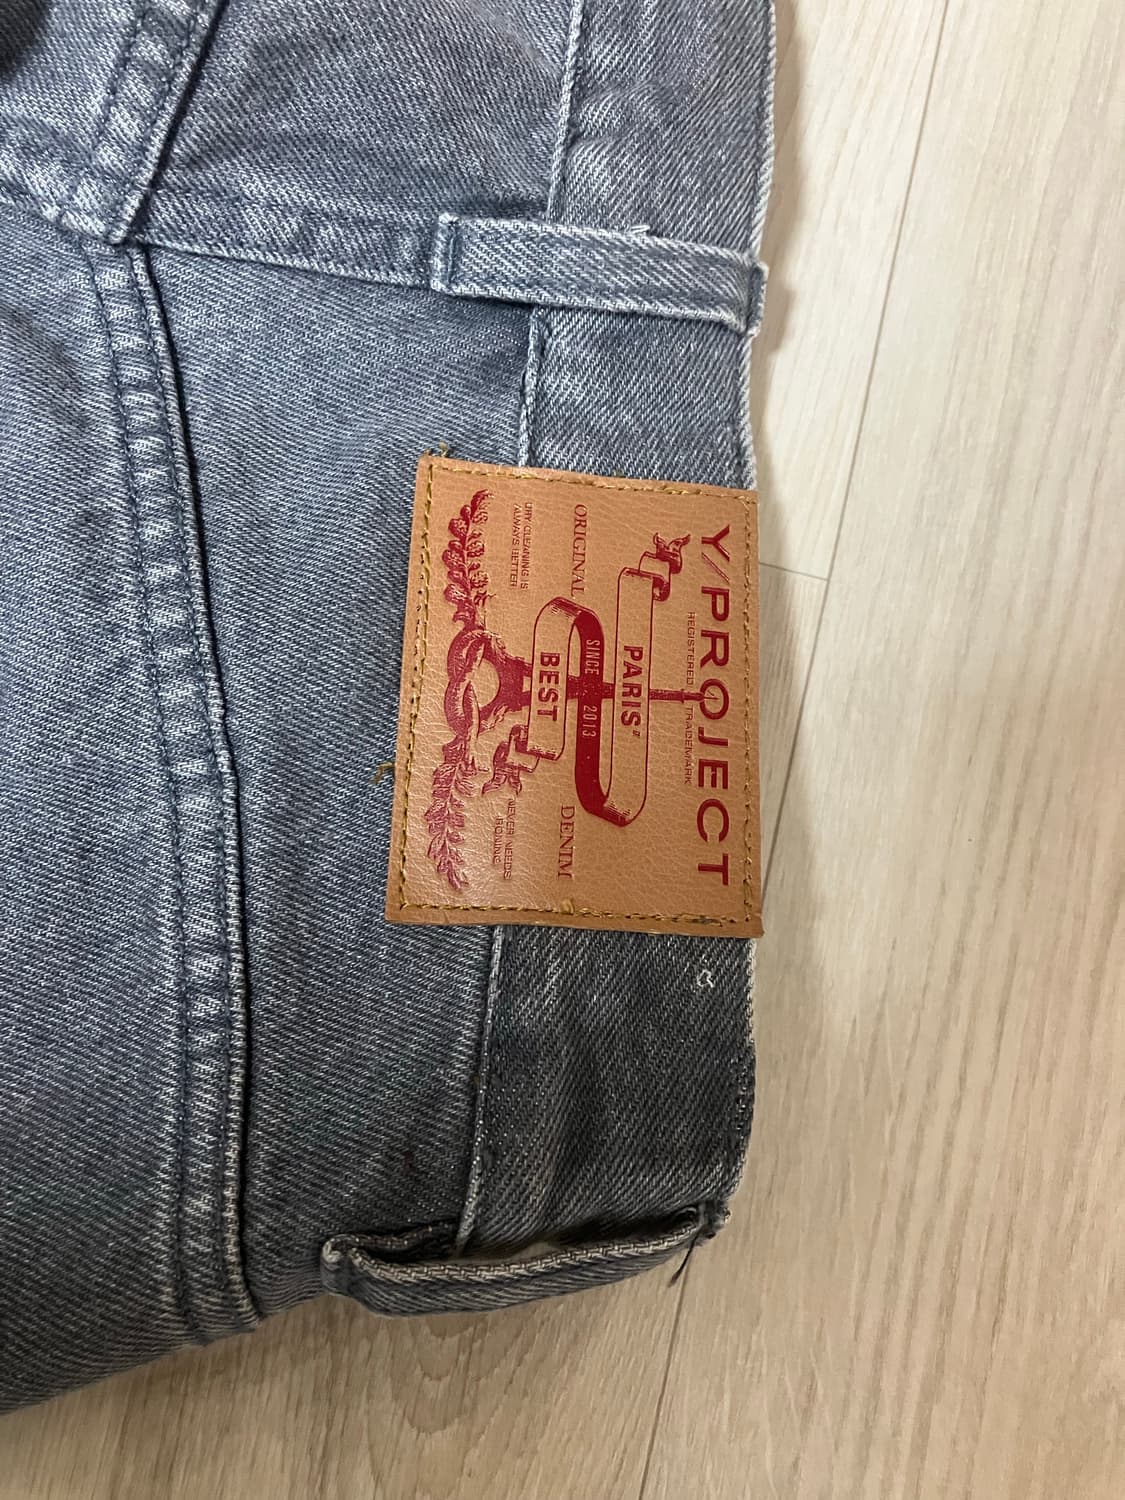 Y/PROJECT
REGISTERED TRADEMARK
PARIS'
SINCE 2013
ORIGINAL DENIM
BEST
DRY CLEANING IS
ALWAYS BETTER
NEVER NEEDS
IRONING